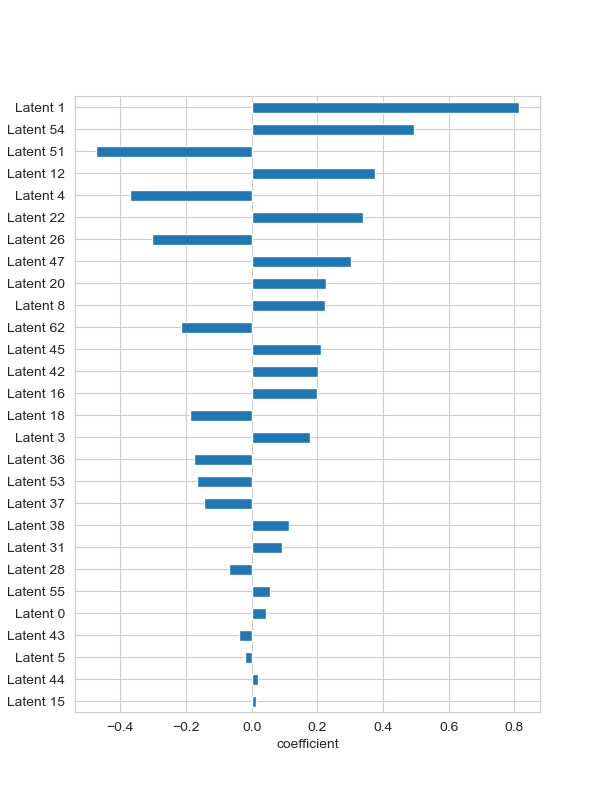 Latent 1
Latent 54
Latent 51
Latent 12
Latent 4
Latent 22
Latent 26
Latent 47
Latent 20
Latent 8
Latent 62
Latent 45
Latent 42
Latent 16
Latent 18
Latent 3
Latent 36
Latent 53
Latent 37
Latent 38
Latent 31
Latent 28
Latent 55
Latent 0
Latent 43
Latent 5
Latent 44
Latent 15
−0.4 −0.2 0.0 0.2 0.4 0.6 0.8
coefficient